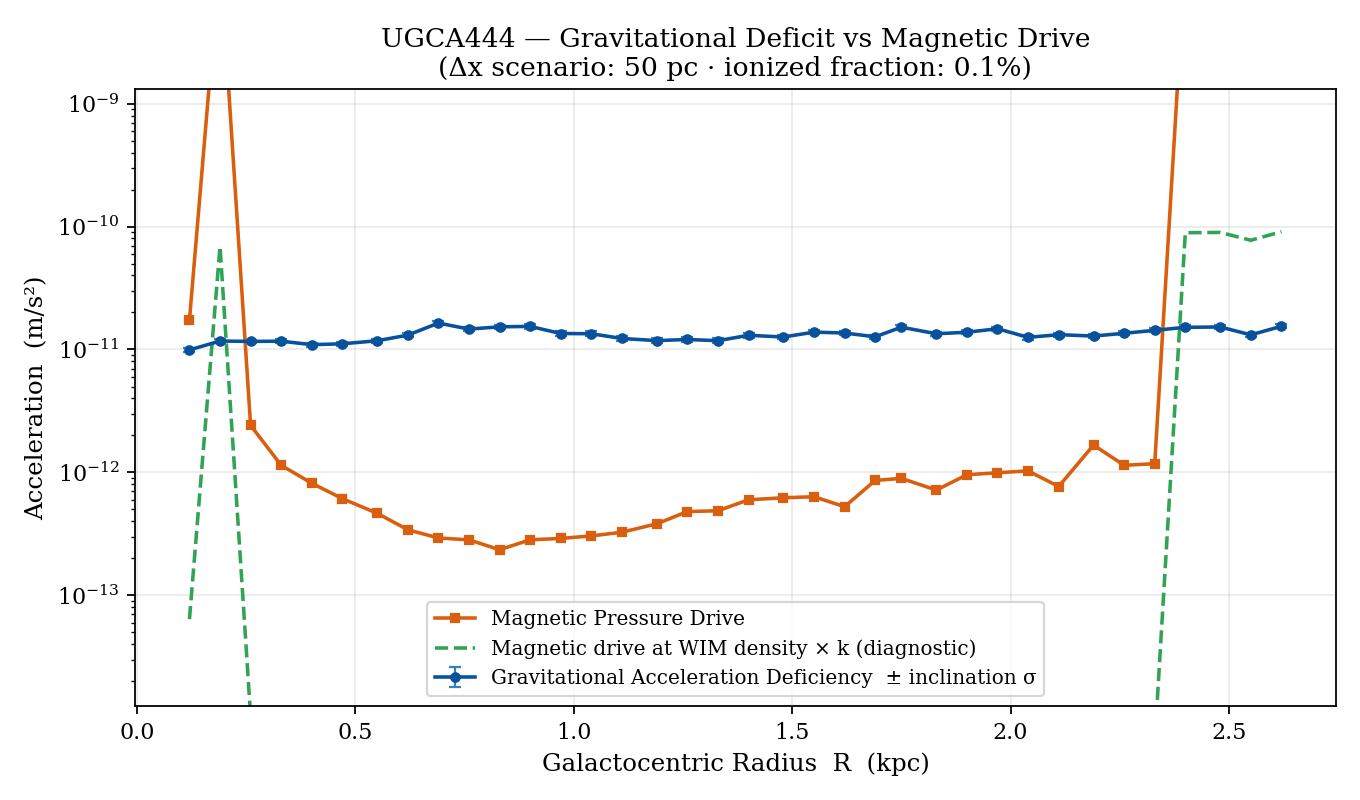 UGCA444 — Gravitational Deficit vs Magnetic Drive
(Δx scenario: 50 pc · ionized fraction: 0.1%)
Acceleration (m/s²)
10⁻⁹
10⁻¹⁰
10⁻¹¹
10⁻¹²
10⁻¹³
Magnetic Pressure Drive
Magnetic drive at WIM density × k (diagnostic)
Gravitational Acceleration Deficiency ± inclination σ
0.0 0.5 1.0 1.5 2.0 2.5
Galactocentric Radius R (kpc)